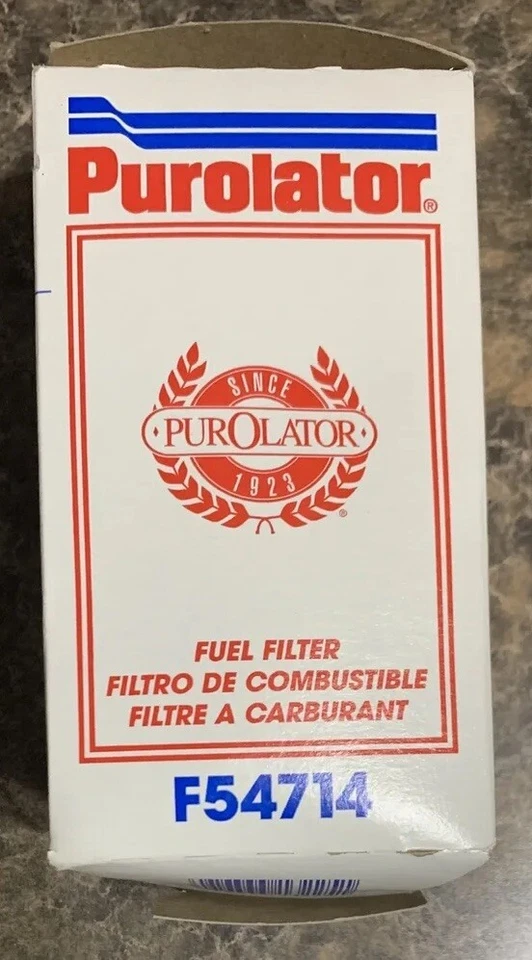 Purolator®
SINCE
PUROLATOR
1923
®
FUEL FILTER
FILTRO DE COMBUSTIBLE
FILTRE A CARBURANT
F54714